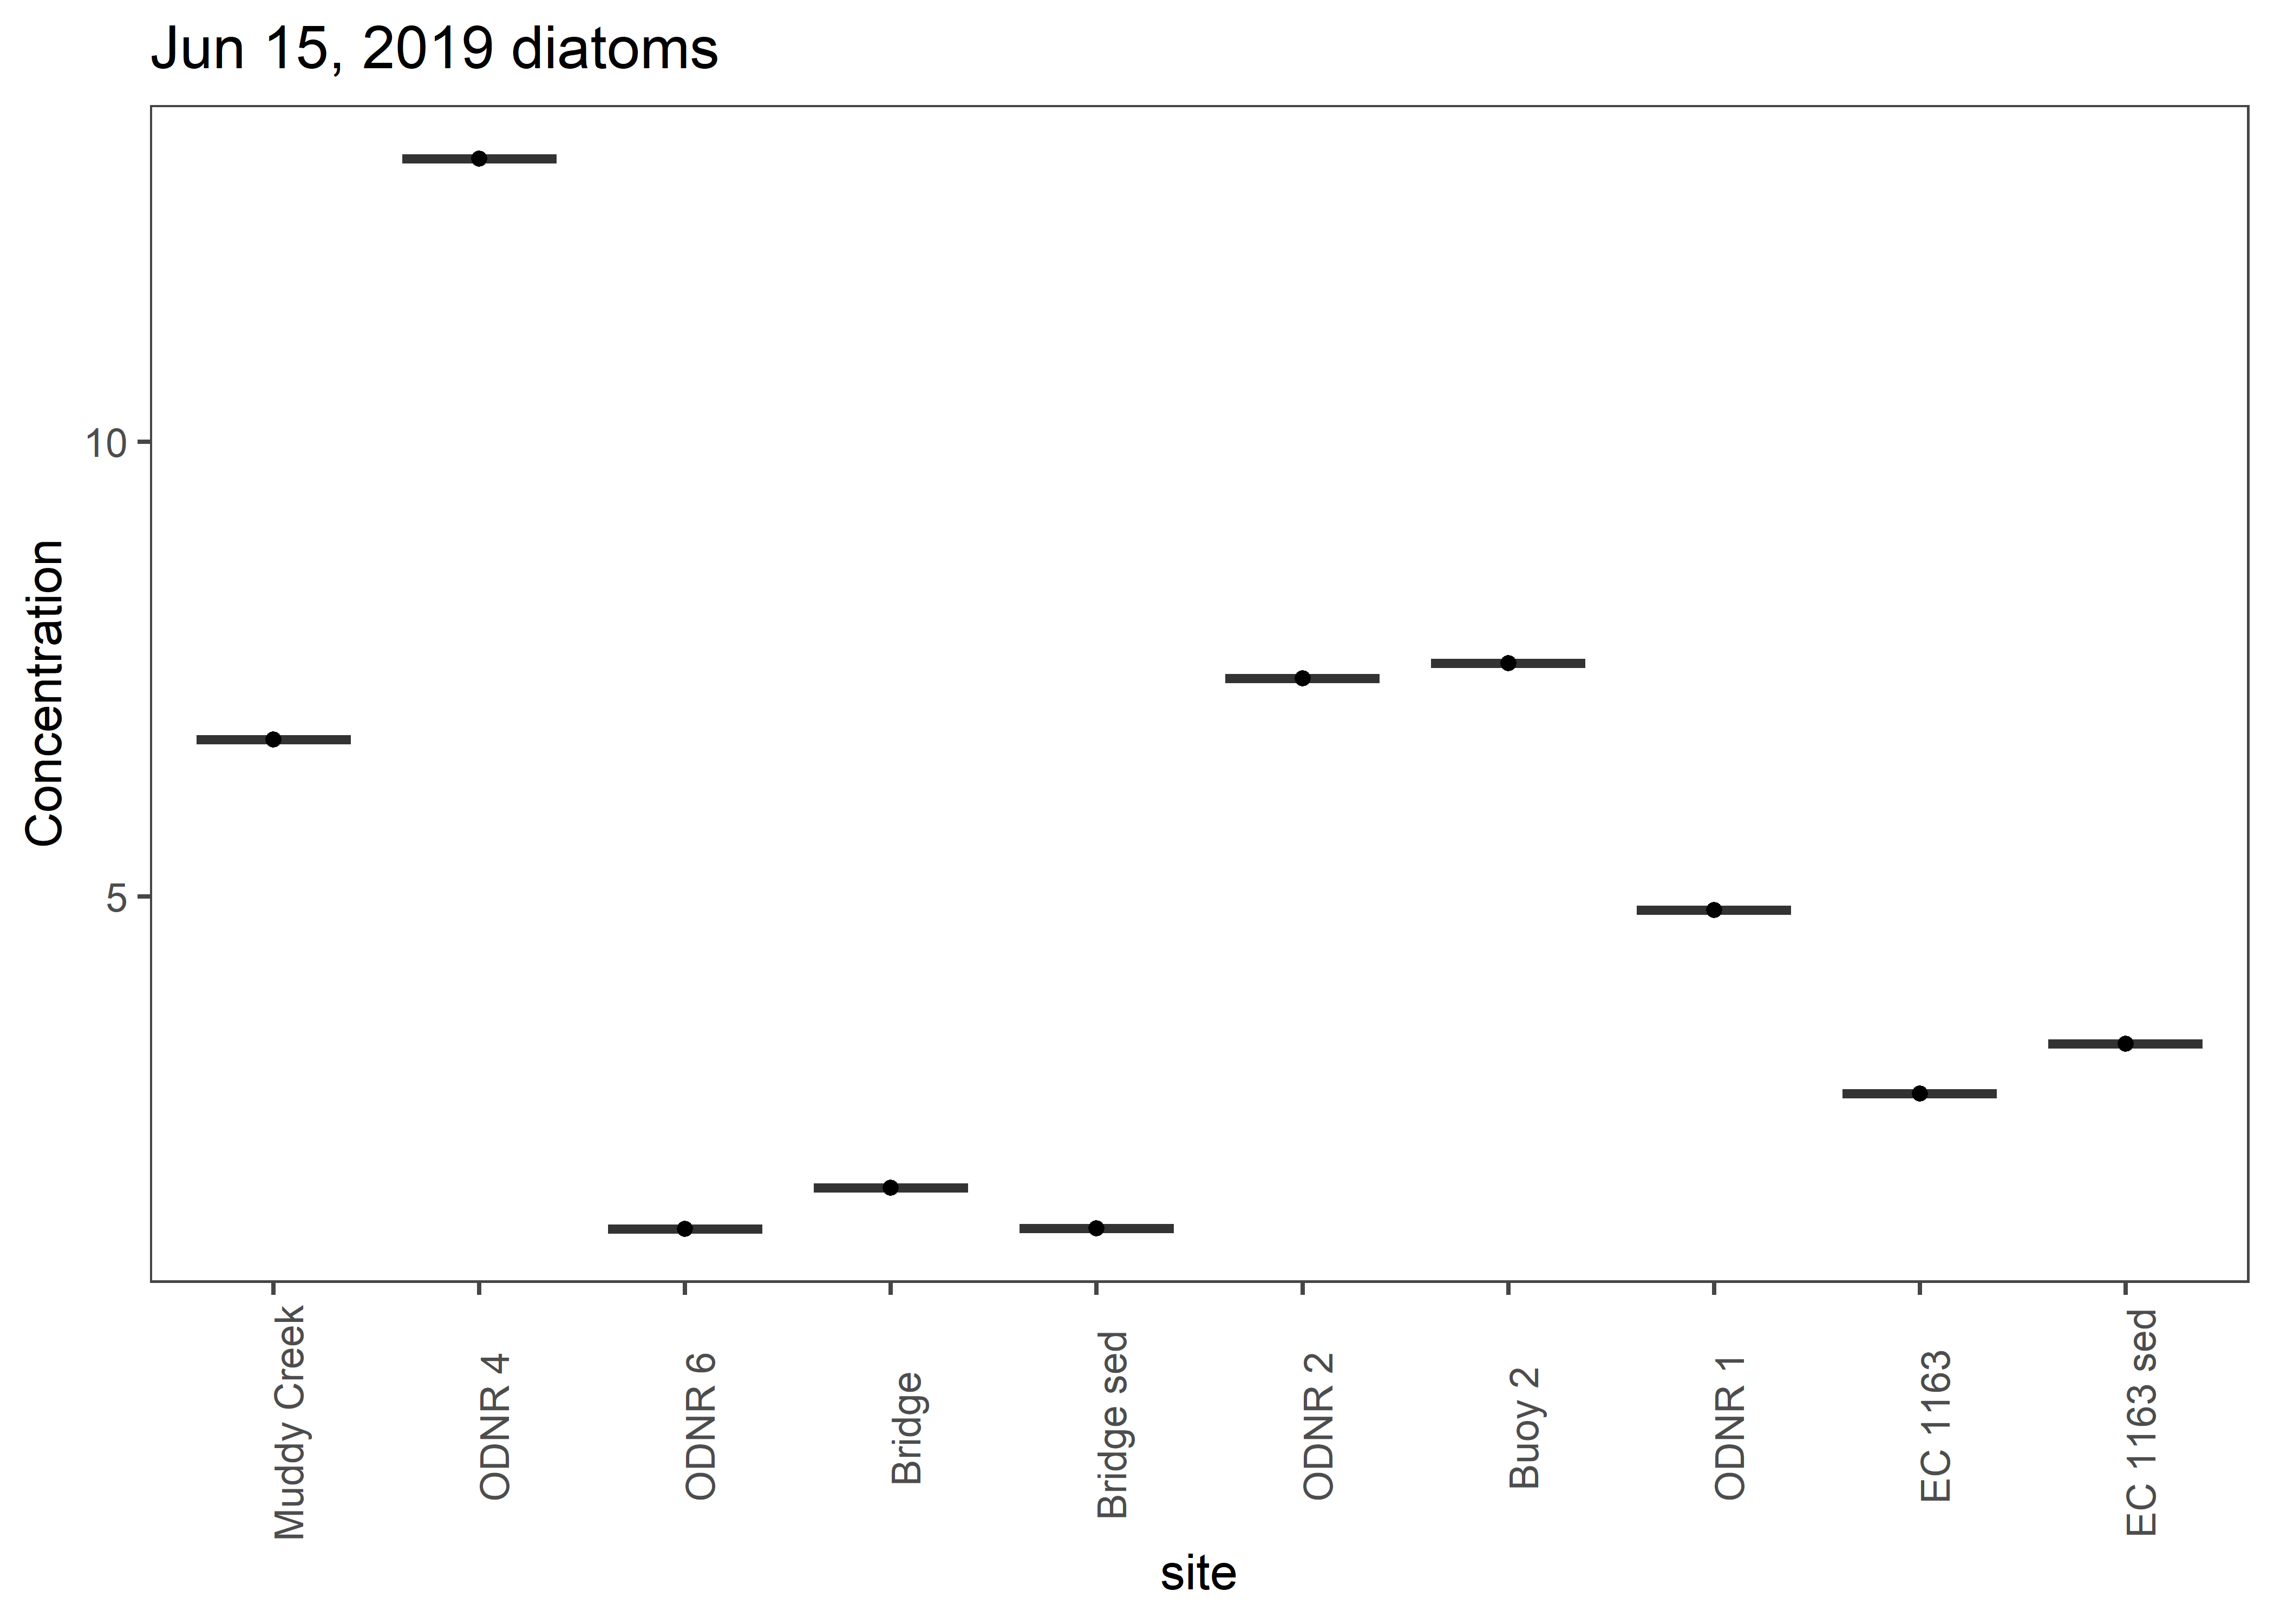 Jun 15, 2019 diatoms
Concentration
10
5
Muddy Creek
ODNR 4
ODNR 6
Bridge
Bridge sed
ODNR 2
Buoy 2
ODNR 1
EC 1163
EC 1163 sed
site